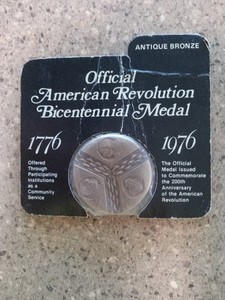 ANTIQUE BRONZE
Official
American Revolution
Bicentennial Medal
1776
Offered
Through
Participating
Institutions
as a
Community
Service
1976
The Official
Medal Issued
to Commemorate
the 200th
Anniversary
of the American
Revolution